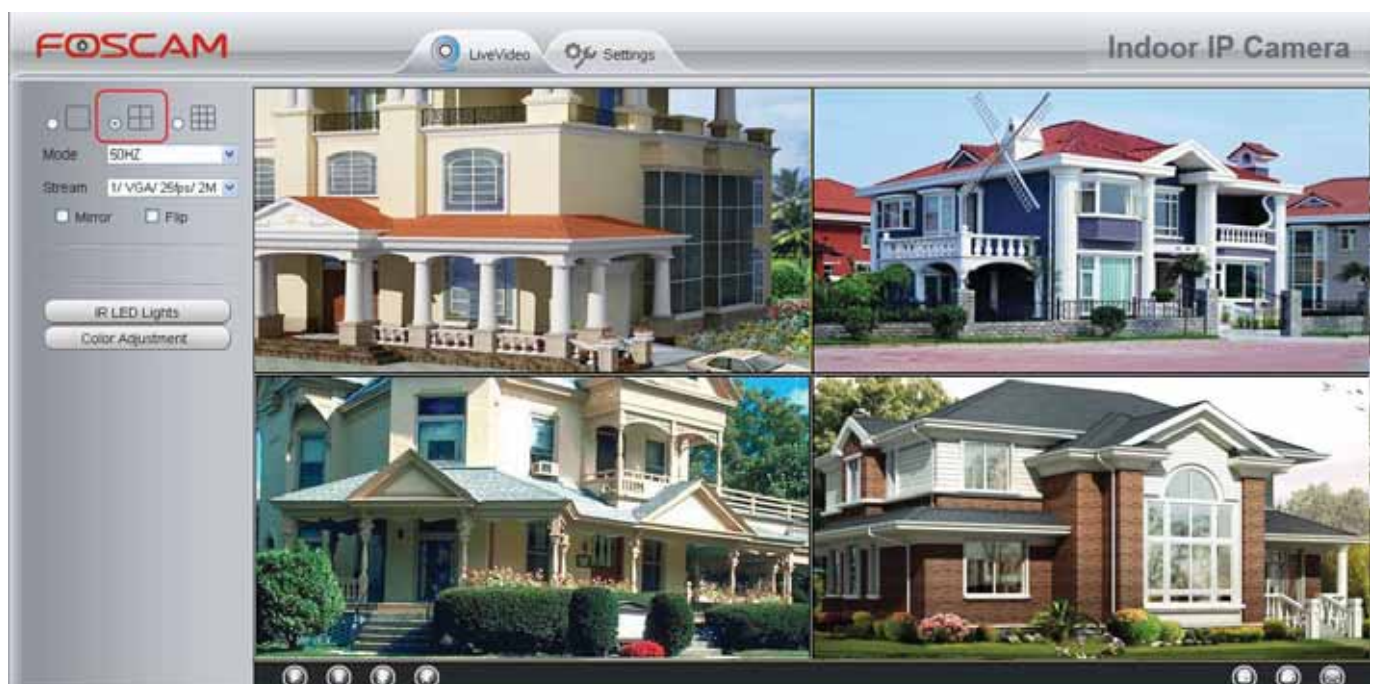 FOSCAM
LiveVideo
Settings
Indoor IP Camera
Mode 50HZ
Stream 1/ VGA/ 25fps/ 2M
Mirror Flip
IR LED Lights
Color Adjustment